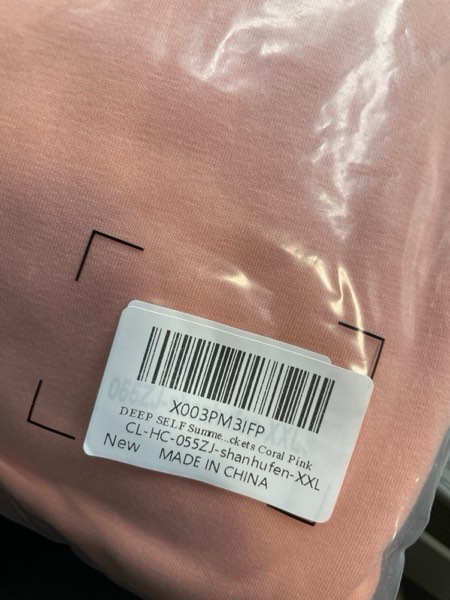 X003PM3IFP
DEEP SELF Summe...ckets Coral Pink
CL-HC-055ZJ-shanhufen-XXL
New MADE IN CHINA